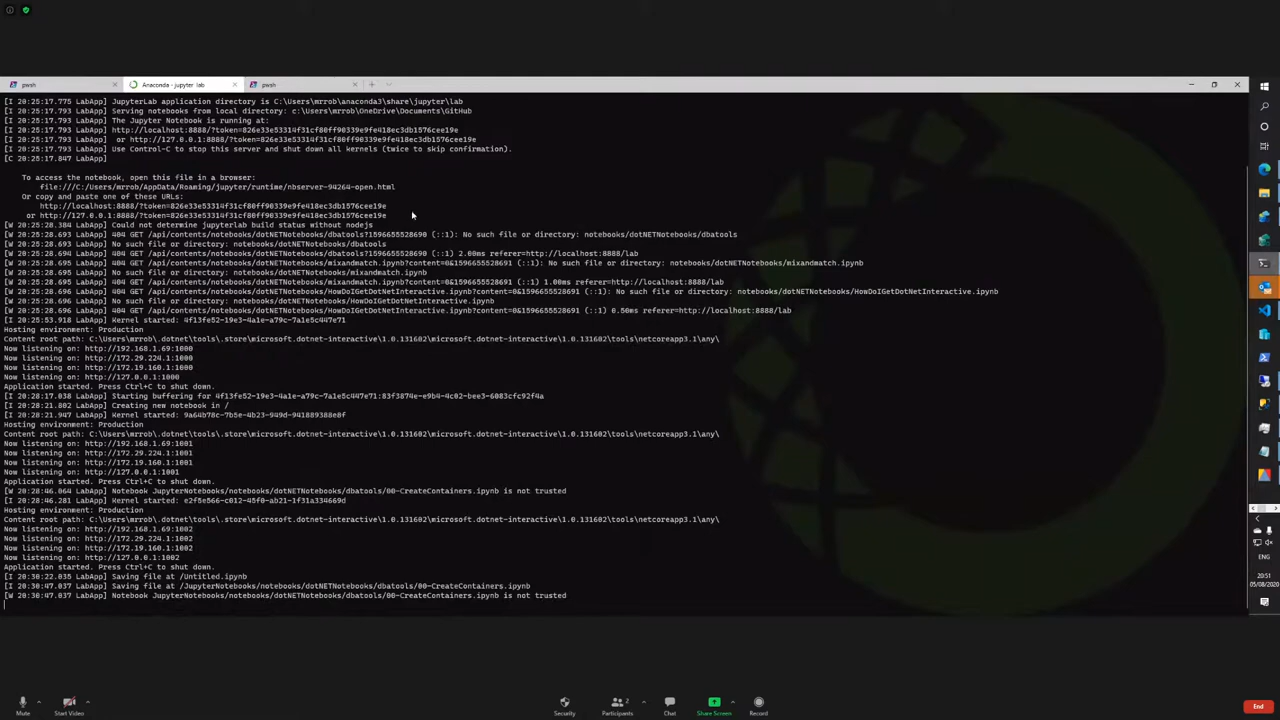 pwsh
Anaconda - jupyter lab
pwsh
[I 20:25:17.775 LabApp] JupyterLab application directory is C:\Users\mrrob\anaconda3\share\jupyter\lab
[I 20:25:17.793 LabApp] Serving notebooks from local directory: c:\Users\mrrob\OneDrive\Documents\GitHub
[I 20:25:17.793 LabApp] The Jupyter Notebook is running at:
[I 20:25:17.793 LabApp] http://localhost:8888/?token=826e33e53314f31cf80ff90339e9fe418ec3db1576cee19e
[I 20:25:17.793 LabApp]  or http://127.0.0.1:8888/?token=826e33e53314f31cf80ff90339e9fe418ec3db1576cee19e
[I 20:25:17.793 LabApp] Use Control-C to stop this server and shut down all kernels (twice to skip confirmation).
[C 20:25:17.847 LabApp]
To access the notebook, open this file in a browser:
file:///C:/Users/mrrob/AppData/Roaming/jupyter/runtime/nbserver-94264-open.html
Or copy and paste one of these URLs:
http://localhost:8888/?token=826e33e53314f31cf80ff90339e9fe418ec3db1576cee19e
or http://127.0.0.1:8888/?token=826e33e53314f31cf80ff90339e9fe418ec3db1576cee19e
[W 20:25:28.384 LabApp] Could not determine jupyterlab build status without nodejs
[W 20:25:28.693 LabApp] 404 GET /api/contents/notebooks/dotNETNotebooks/dbatools?1596655528690 (::1): No such file or directory: notebooks/dotNETNotebooks/dbatools
[W 20:25:28.693 LabApp] No such file or directory: notebooks/dotNETNotebooks/dbatools
[W 20:25:28.694 LabApp] 404 GET /api/contents/notebooks/dotNETNotebooks/dbatools?1596655528690 (::1) 2.00ms referer=http://localhost:8888/lab
[W 20:25:28.695 LabApp] 404 GET /api/contents/notebooks/dotNETNotebooks/mixandmatch.ipynb?content=0&1596655528691 (::1): No such file or directory: notebooks/dotNETNotebooks/mixandmatch.ipynb
[W 20:25:28.695 LabApp] No such file or directory: notebooks/dotNETNotebooks/mixandmatch.ipynb
[W 20:25:28.695 LabApp] 404 GET /api/contents/notebooks/dotNETNotebooks/mixandmatch.ipynb?content=0&1596655528691 (::1) 1.00ms referer=http://localhost:8888/lab
[W 20:25:28.696 LabApp] 404 GET /api/contents/notebooks/dotNETNotebooks/HowDoIGetDotNetInteractive.ipynb?content=0&1596655528691 (::1): No such file or directory: notebooks/dotNETNotebooks/HowDoIGetDotNetInteractive.ipynb
[W 20:25:28.696 LabApp] No such file or directory: notebooks/dotNETNotebooks/HowDoIGetDotNetInteractive.ipynb
[W 20:25:28.696 LabApp] 404 GET /api/contents/notebooks/dotNETNotebooks/HowDoIGetDotNetInteractive.ipynb?content=0&1596655528691 (::1) 0.50ms referer=http://localhost:8888/lab
[I 20:25:53.918 LabApp] Kernel started: 4f13fe52-19e3-4a1e-a79c-7a1e5c447e71
Hosting environment: Production
Content root path: C:\Users\mrrob\.dotnet\tools\.store\microsoft.dotnet-interactive\1.0.131602\microsoft.dotnet-interactive\1.0.131602\tools\netcoreapp3.1\any\
Now listening on: http://192.168.1.69:1000
Now listening on: http://172.29.224.1:1000
Now listening on: http://172.19.160.1:1000
Now listening on: http://127.0.0.1:1000
Application started. Press Ctrl+C to shut down.
[I 20:28:17.038 LabApp] Starting buffering for 4f13fe52-19e3-4a1e-a79c-7a1e5c447e71:83f3874e-e9b4-4c02-bee3-6083cfc92f4a
[I 20:28:21.802 LabApp] Creating new notebook in /
[I 20:28:21.947 LabApp] Kernel started: 9a64b78c-7b5e-4b23-949d-941889388e8f
Hosting environment: Production
Content root path: C:\Users\mrrob\.dotnet\tools\.store\microsoft.dotnet-interactive\1.0.131602\microsoft.dotnet-interactive\1.0.131602\tools\netcoreapp3.1\any\
Now listening on: http://192.168.1.69:1001
Now listening on: http://172.29.224.1:1001
Now listening on: http://172.19.160.1:1001
Now listening on: http://127.0.0.1:1001
Application started. Press Ctrl+C to shut down.
[W 20:28:46.064 LabApp] Notebook JupyterNotebooks/notebooks/dotNETNotebooks/dbatools/00-CreateContainers.ipynb is not trusted
[I 20:28:46.281 LabApp] Kernel started: e2f5e566-c012-45f0-ab21-1f31a334669d
Hosting environment: Production
Content root path: C:\Users\mrrob\.dotnet\tools\.store\microsoft.dotnet-interactive\1.0.131602\microsoft.dotnet-interactive\1.0.131602\tools\netcoreapp3.1\any\
Now listening on: http://192.168.1.69:1002
Now listening on: http://172.29.224.1:1002
Now listening on: http://172.19.160.1:1002
Now listening on: http://127.0.0.1:1002
Application started. Press Ctrl+C to shut down.
[I 20:30:22.035 LabApp] Saving file at /Untitled.ipynb
[I 20:30:47.037 LabApp] Saving file at /JupyterNotebooks/notebooks/dotNETNotebooks/dbatools/00-CreateContainers.ipynb
[W 20:30:47.037 LabApp] Notebook JupyterNotebooks/notebooks/dotNETNotebooks/dbatools/00-CreateContainers.ipynb is not trusted
ENG
20:51
05/08/2020
Mute
Start Video
Security
2
Participants
Chat
Share Screen
Record
End